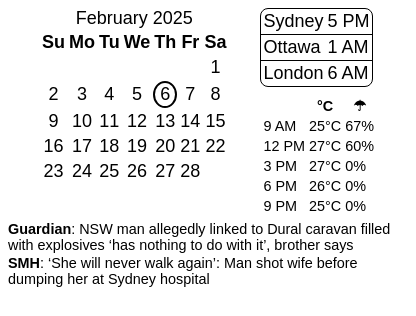 February 2025
Su Mo Tu We Th Fr Sa
1
2 3 4 5 6 7 8
9 10 11 12 13 14 15
16 17 18 19 20 21 22
23 24 25 26 27 28
Sydney 5 PM
Ottawa 1 AM
London 6 AM
°C ☂
9 AM 25°C 67%
12 PM 27°C 60%
3 PM 27°C 0%
6 PM 26°C 0%
9 PM 25°C 0%
Guardian: NSW man allegedly linked to Dural caravan filled
with explosives ‘has nothing to do with it’, brother says
SMH: ‘She will never walk again’: Man shot wife before
dumping her at Sydney hospital